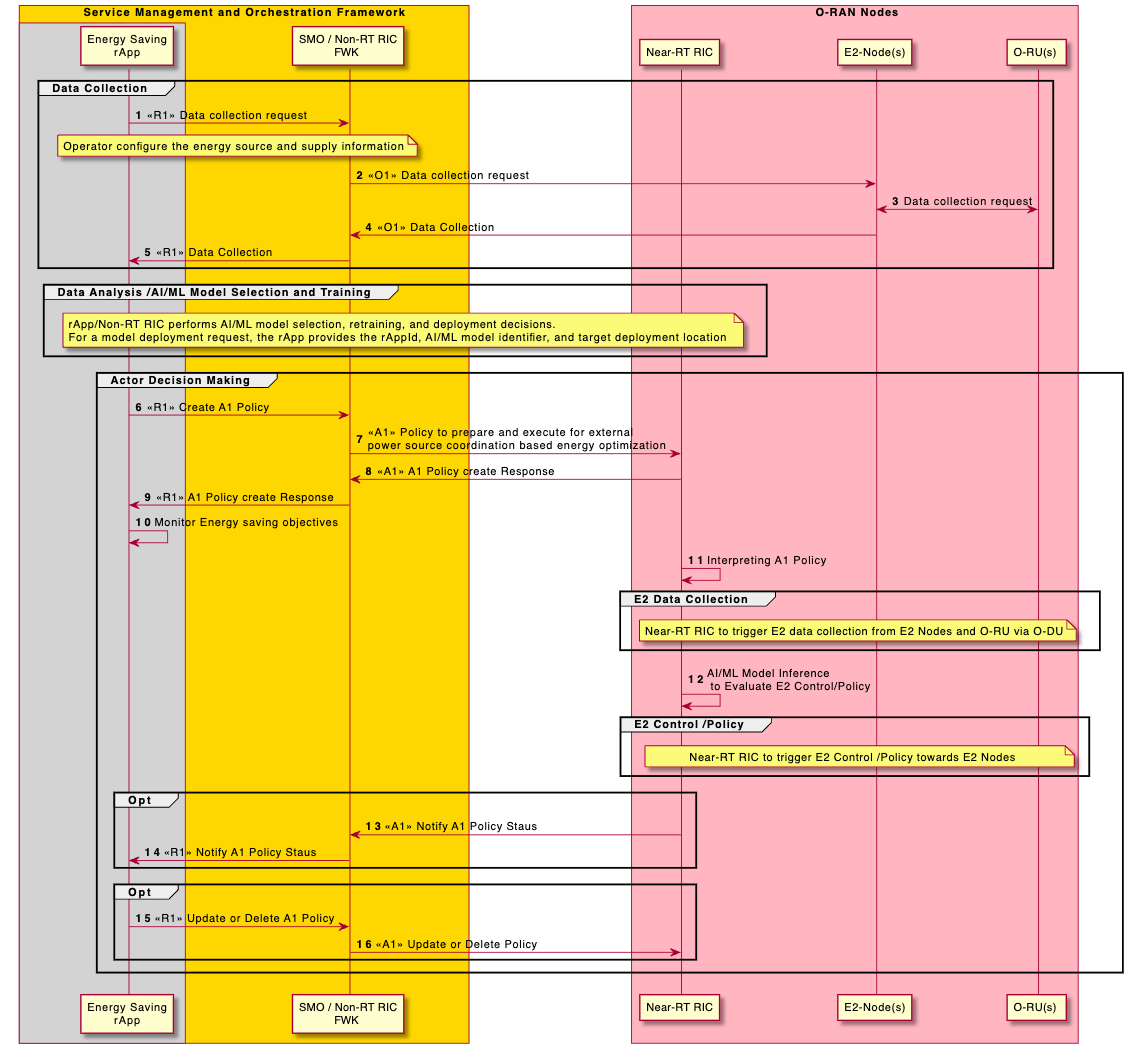 Service Management and Orchestration Framework
O-RAN Nodes
Energy Saving
rApp
SMO / Non-RT RIC
FWK
Near-RT RIC
E2-Node(s)
O-RU(s)
Data Collection
1 «R1» Data collection request
Operator configure the energy source and supply information
2 «O1» Data collection request
3 Data collection request
4 «O1» Data Collection
5 «R1» Data Collection
Data Analysis /AI/ML Model Selection and Training
rApp/Non-RT RIC performs AI/ML model selection, retraining, and deployment decisions.
For a model deployment request, the rApp provides the rAppId, AI/ML model identifier, and target deployment location
Actor Decision Making
6 «R1» Create A1 Policy
7 «A1» Policy to prepare and execute for external
power source coordination based energy optimization
8 «A1» A1 Policy create Response
9 «R1» A1 Policy create Response
10 Monitor Energy saving objectives
11 Interpreting A1 Policy
E2 Data Collection
Near-RT RIC to trigger E2 data collection from E2 Nodes and O-RU via O-DU
12 AI/ML Model Inference
to Evaluate E2 Control/Policy
E2 Control /Policy
Near-RT RIC to trigger E2 Control /Policy towards E2 Nodes
Opt
13 «A1» Notify A1 Policy Staus
14 «R1» Notify A1 Policy Staus
Opt
15 «R1» Update or Delete A1 Policy
16 «A1» Update or Delete Policy
Energy Saving
rApp
SMO / Non-RT RIC
FWK
Near-RT RIC
E2-Node(s)
O-RU(s)